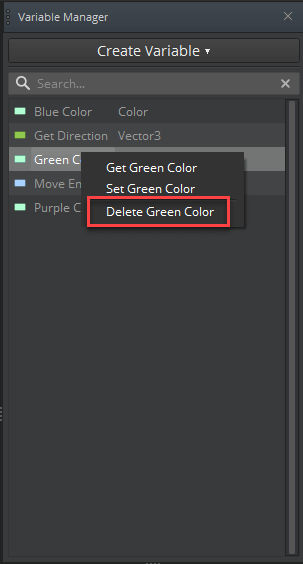 Variable Manager
Create Variable
Search...
Blue Color Color
Get Direction Vector3
Green C
Get Green Color
Set Green Color
Move En
Delete Green Color
Purple C